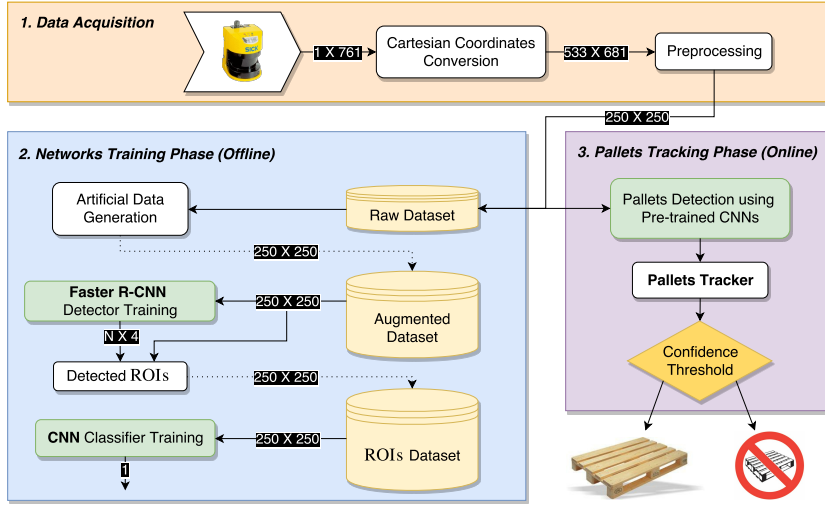 1. Data Acquisition
SICK
1 X 761
Cartesian Coordinates
Conversion
533 X 681
Preprocessing
250 X 250
2. Networks Training Phase (Offline)
Artificial Data
Generation
Raw Dataset
250 X 250
Faster R-CNN
Detector Training
250 X 250
Augmented
Dataset
N X 4
Detected ROIs
250 X 250
CNN Classifier Training
250 X 250
ROIs Dataset
1
3. Pallets Tracking Phase (Online)
Pallets Detection using
Pre-trained CNNs
Pallets Tracker
Confidence
Threshold